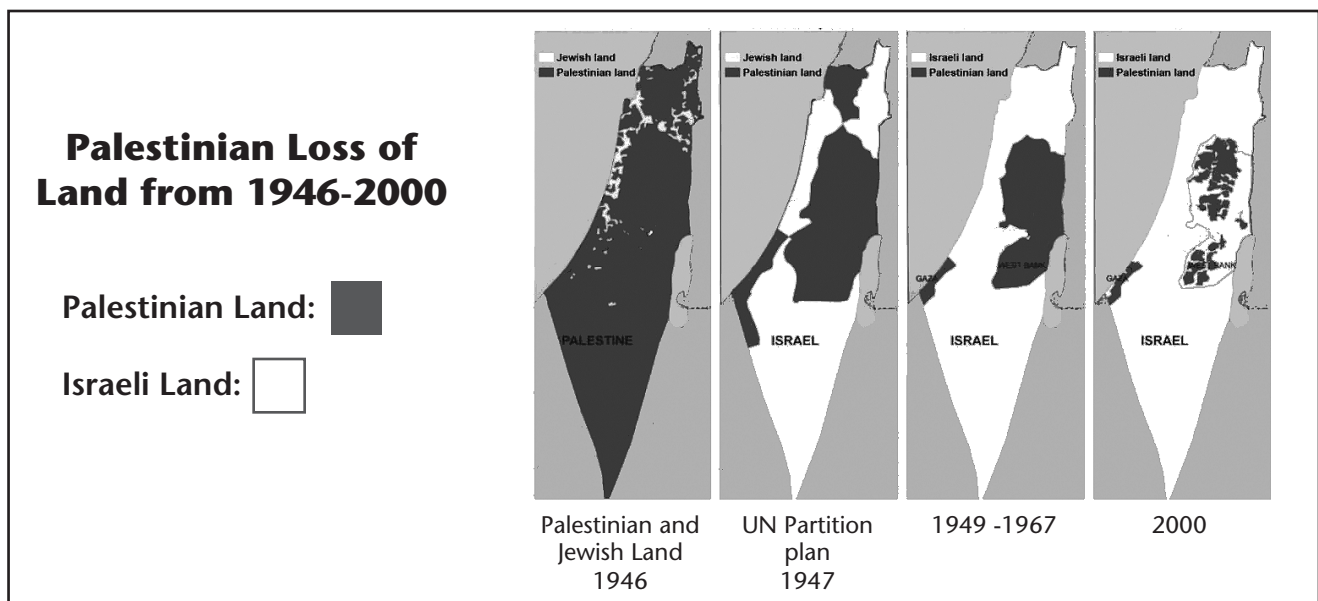 Palestinian Loss of
Land from 1946-2000
Palestinian Land:
Israeli Land:
Jewish land
Palestinian land
PALESTINE
Palestinian and
Jewish Land
1946
Jewish land
Palestinian land
ISRAEL
UN Partition
plan
1947
Israeli land
Palestinian land
WEST BANK
GAZA
ISRAEL
1949 -1967
Israeli land
Palestinian land
WEST BANK
GAZA
ISRAEL
2000